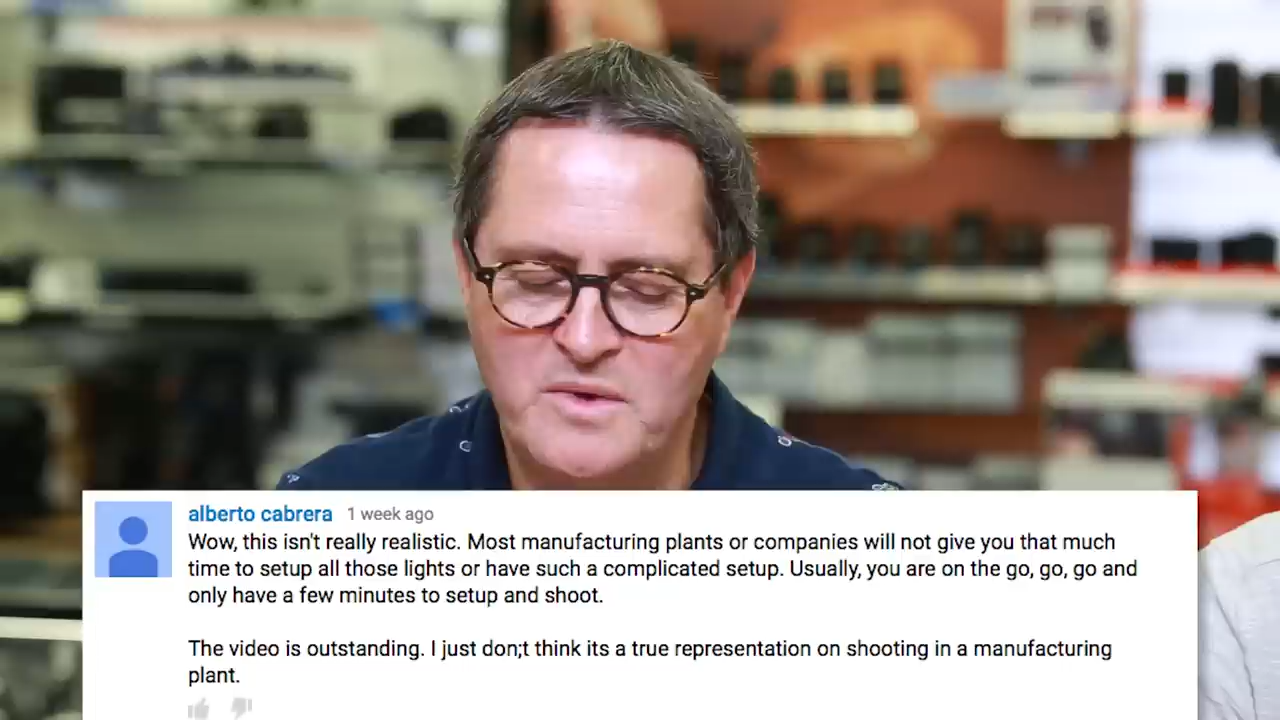 alberto cabrera 1 week ago
Wow, this isn't really realistic. Most manufacturing plants or companies will not give you that much
time to setup all those lights or have such a complicated setup. Usually, you are on the go, go, go and
only have a few minutes to setup and shoot.
The video is outstanding. I just don;t think its a true representation on shooting in a manufacturing
plant.